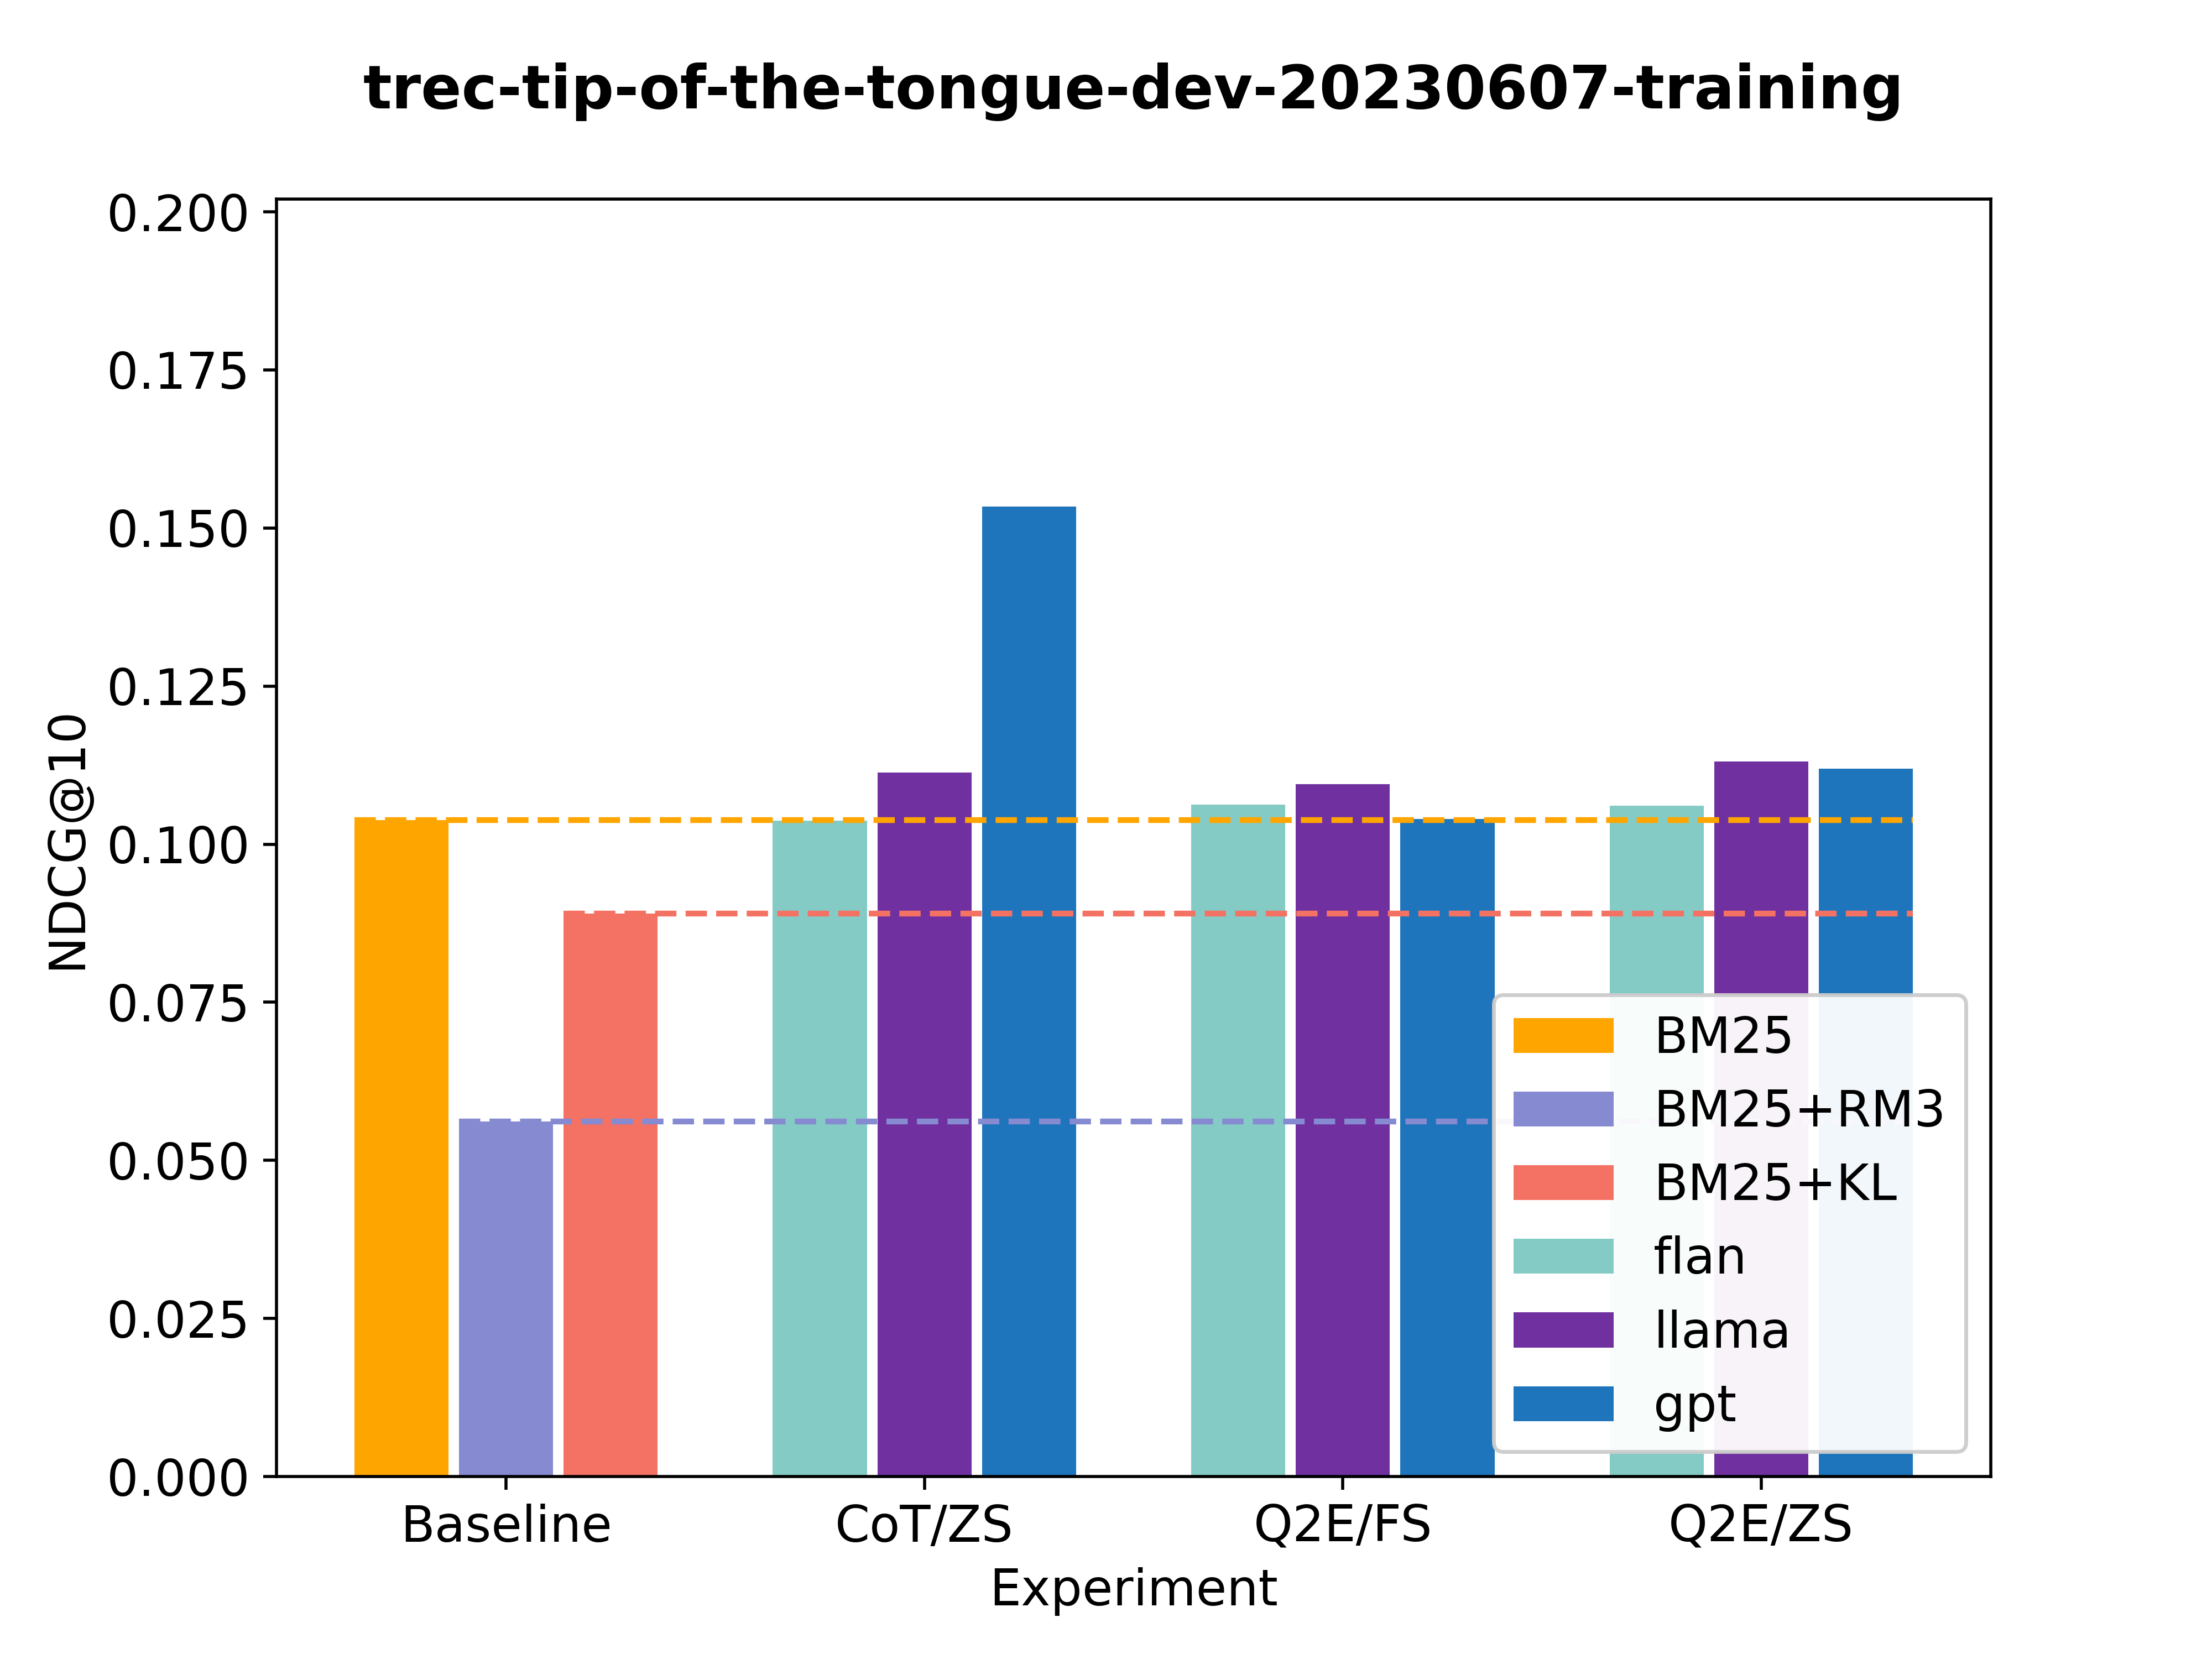 trec-tip-of-the-tongue-dev-20230607-training
0.200
0.175
0.150
0.125
0.100
0.075
0.050
0.025
0.000
NDCG@10
BM25
BM25+RM3
BM25+KL
flan
llama
gpt
Baseline CoT/ZS Q2E/FS Q2E/ZS
Experiment